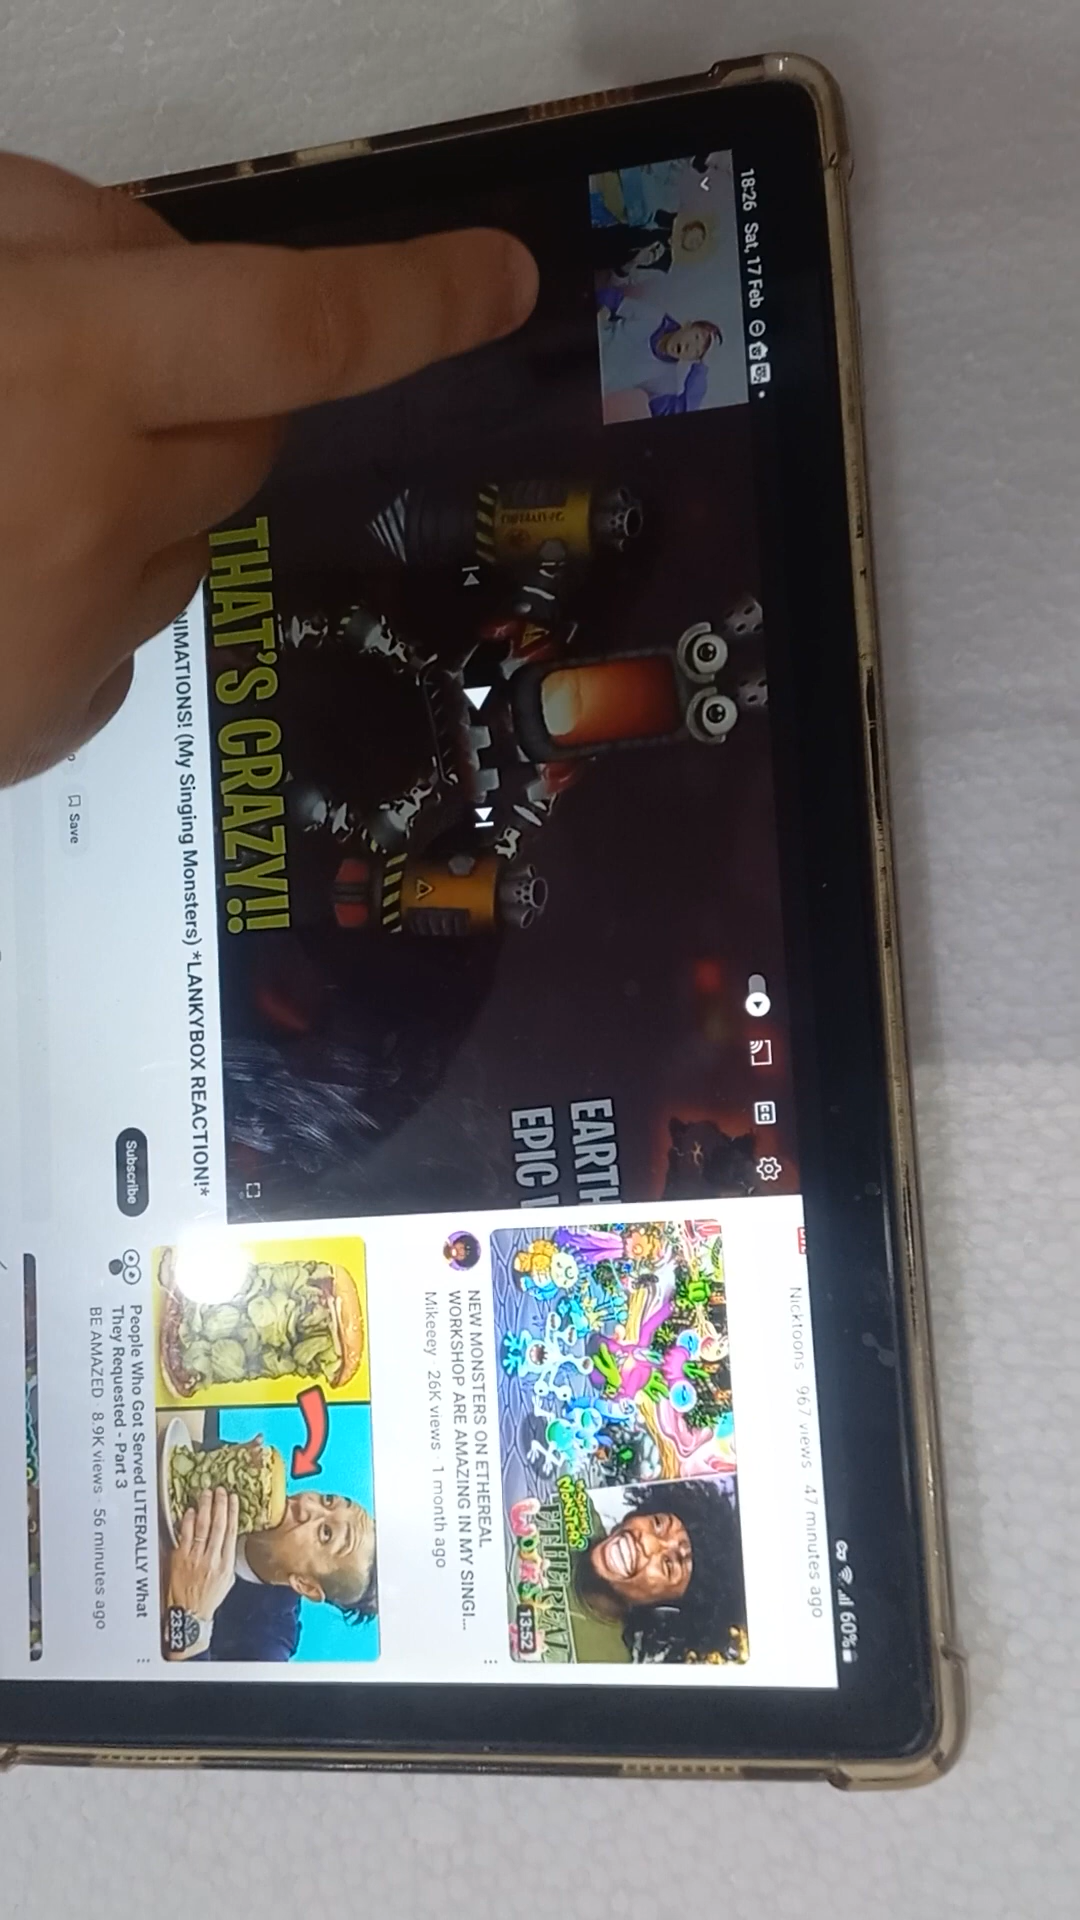 18:26 Sat, 17 Feb
60%
EARTH
EPIC
THAT'S CRAZY!!
NIMATIONS! (My Singing Monsters) *LANKYBOX REACTION!*
Subscribe
Save
Nicktoons 967 views 47 minutes ago
MONSTERS
ETHEREAL
13:52
NEW MONSTERS ON ETHEREAL
WORKSHOP ARE AMAZING IN MY SINGI...
Mikeeey · 26K views · 1 month ago
23:32
People Who Got Served LITERALLY What
They Requested - Part 3
BE AMAZED · 8.9K views · 56 minutes ago